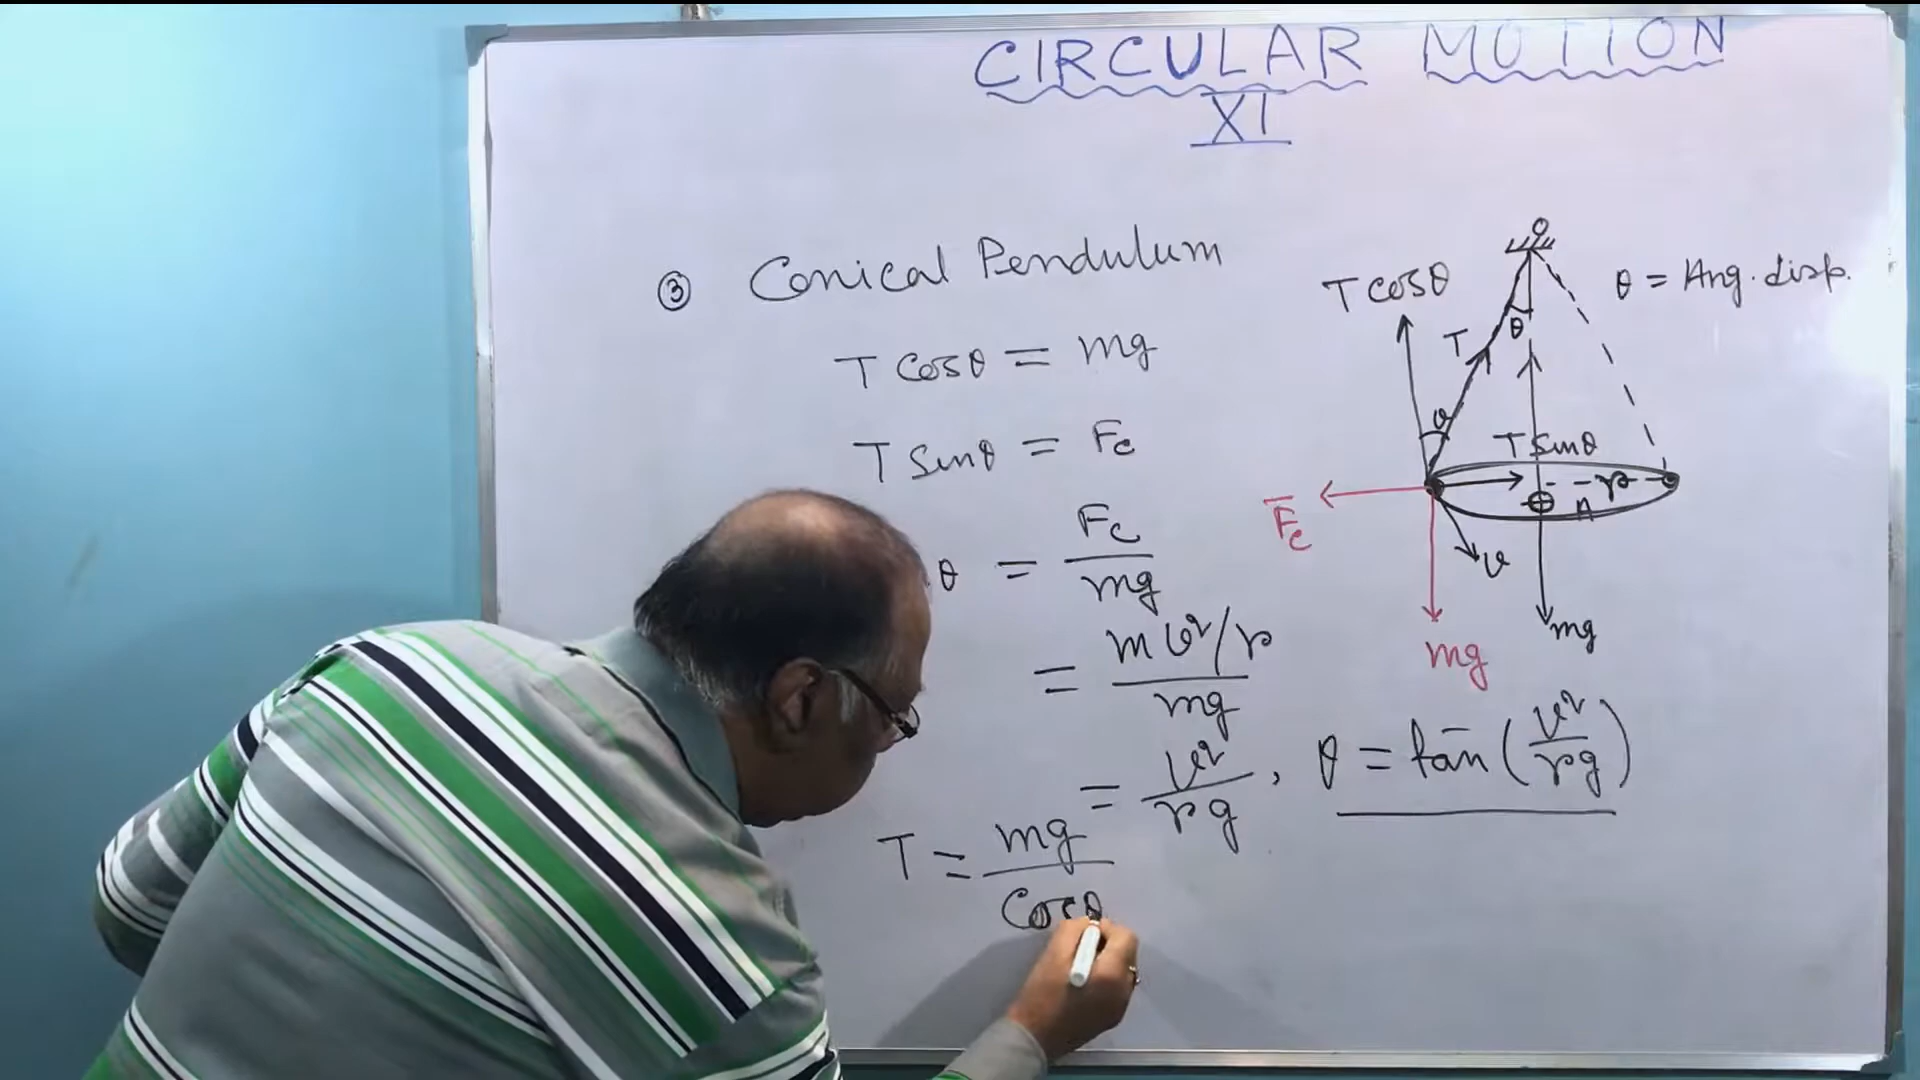 CIRCULAR MOTION
XI
③ Conical Pendulum
T cosθ = mg
T sinθ = Fc
θ = Fc / mg
= mv²/r / mg
= v² / rg , θ = tan⁻ (v² / rg)
T = mg / Cosθ
O
T cosθ
θ = Ang. disp.
θ
T
θ
T sinθ
r
Fc
v
mg
mg